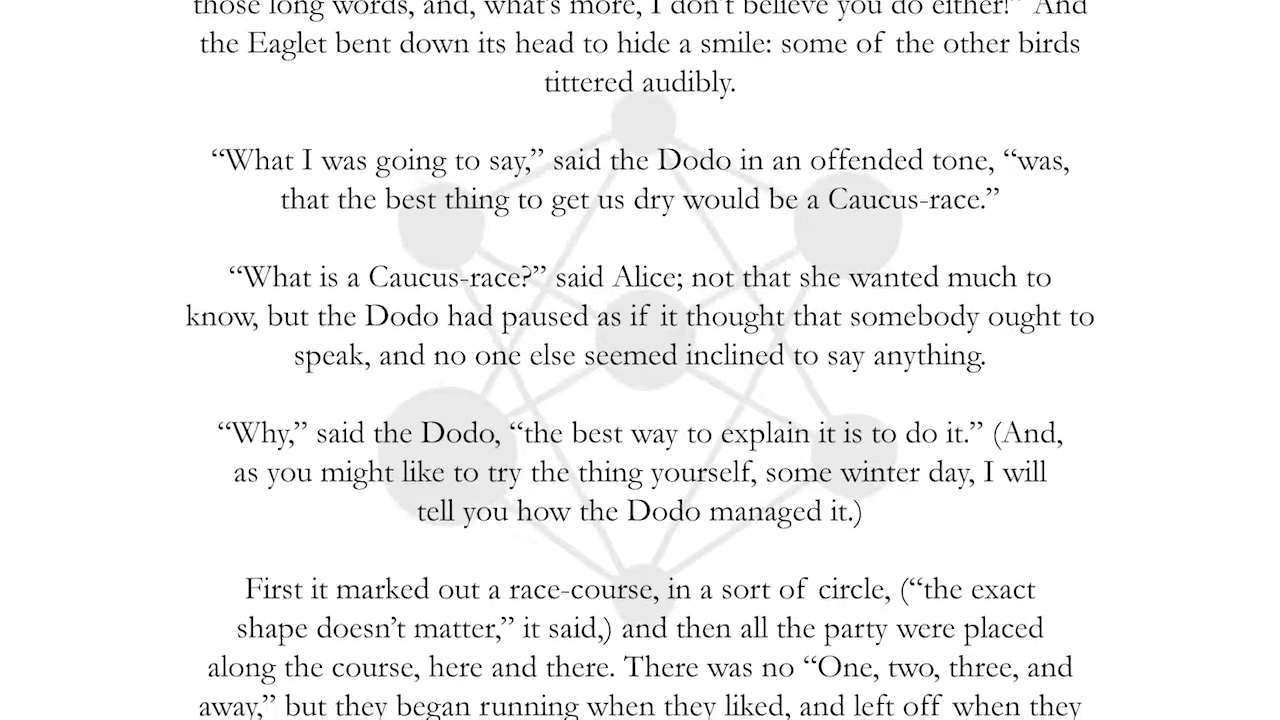 those long words, and, what's more, I don't believe you do either!” And
the Eaglet bent down its head to hide a smile: some of the other birds
tittered audibly.
“What I was going to say,” said the Dodo in an offended tone, “was,
that the best thing to get us dry would be a Caucus-race.”
“What is a Caucus-race?” said Alice; not that she wanted much to
know, but the Dodo had paused as if it thought that somebody ought to
speak, and no one else seemed inclined to say anything.
“Why,” said the Dodo, “the best way to explain it is to do it.” (And,
as you might like to try the thing yourself, some winter day, I will
tell you how the Dodo managed it.)
First it marked out a race-course, in a sort of circle, (“the exact
shape doesn’t matter,” it said,) and then all the party were placed
along the course, here and there. There was no “One, two, three, and
away,” but they began running when they liked, and left off when they